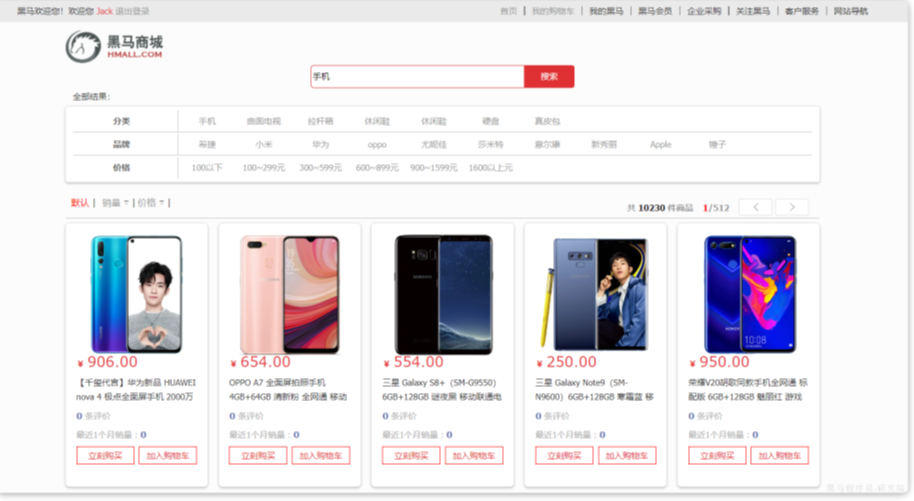 黑马欢迎您！欢迎您 Jack 退出登录 首页 | 我的购物车 | 我的黑马 | 黑马会员 | 企业采购 | 关注黑马 | 客户服务 | 网站导航
黑马商城
HMALL.COM
手机 搜索
全部结果:
分类 手机 曲面电视 拉杆箱 休闲鞋 休闲鞋 硬盘 真皮包
品牌 希捷 小米 华为 oppo 尤妮佳 莎米特 意尔康 新秀丽 Apple 锤子
价格 100以下 100~299元 300~599元 600~899元 900~1599元 1600以上元
默认 | 销量 | 价格 | 共 10230 件商品 1/512
¥ 906.00
【千玺代言】华为新品 HUAWEI
nova 4 极点全面屏手机 2000万
0 条评价
最近1个月销量：0
立刻购买 加入购物车
¥ 654.00
OPPO A7 全面屏拍照手机
4GB+64GB 清新粉 全网通 移动
0 条评价
最近1个月销量：0
立刻购买 加入购物车
¥ 554.00
三星 Galaxy S8+（SM-G9550）
6GB+128GB 谜夜黑 移动联通电
0 条评价
最近1个月销量：0
立刻购买 加入购物车
¥ 250.00
三星 Galaxy Note9（SM-
N9600）6GB+128GB 寒霜蓝 移
0 条评价
最近1个月销量：0
立刻购买 加入购物车
10:08
¥ 950.00
荣耀V20胡歌同款手机全网通 标
配版 6GB+128GB 魅丽红 游戏
0 条评价
最近1个月销量：0
立刻购买 加入购物车